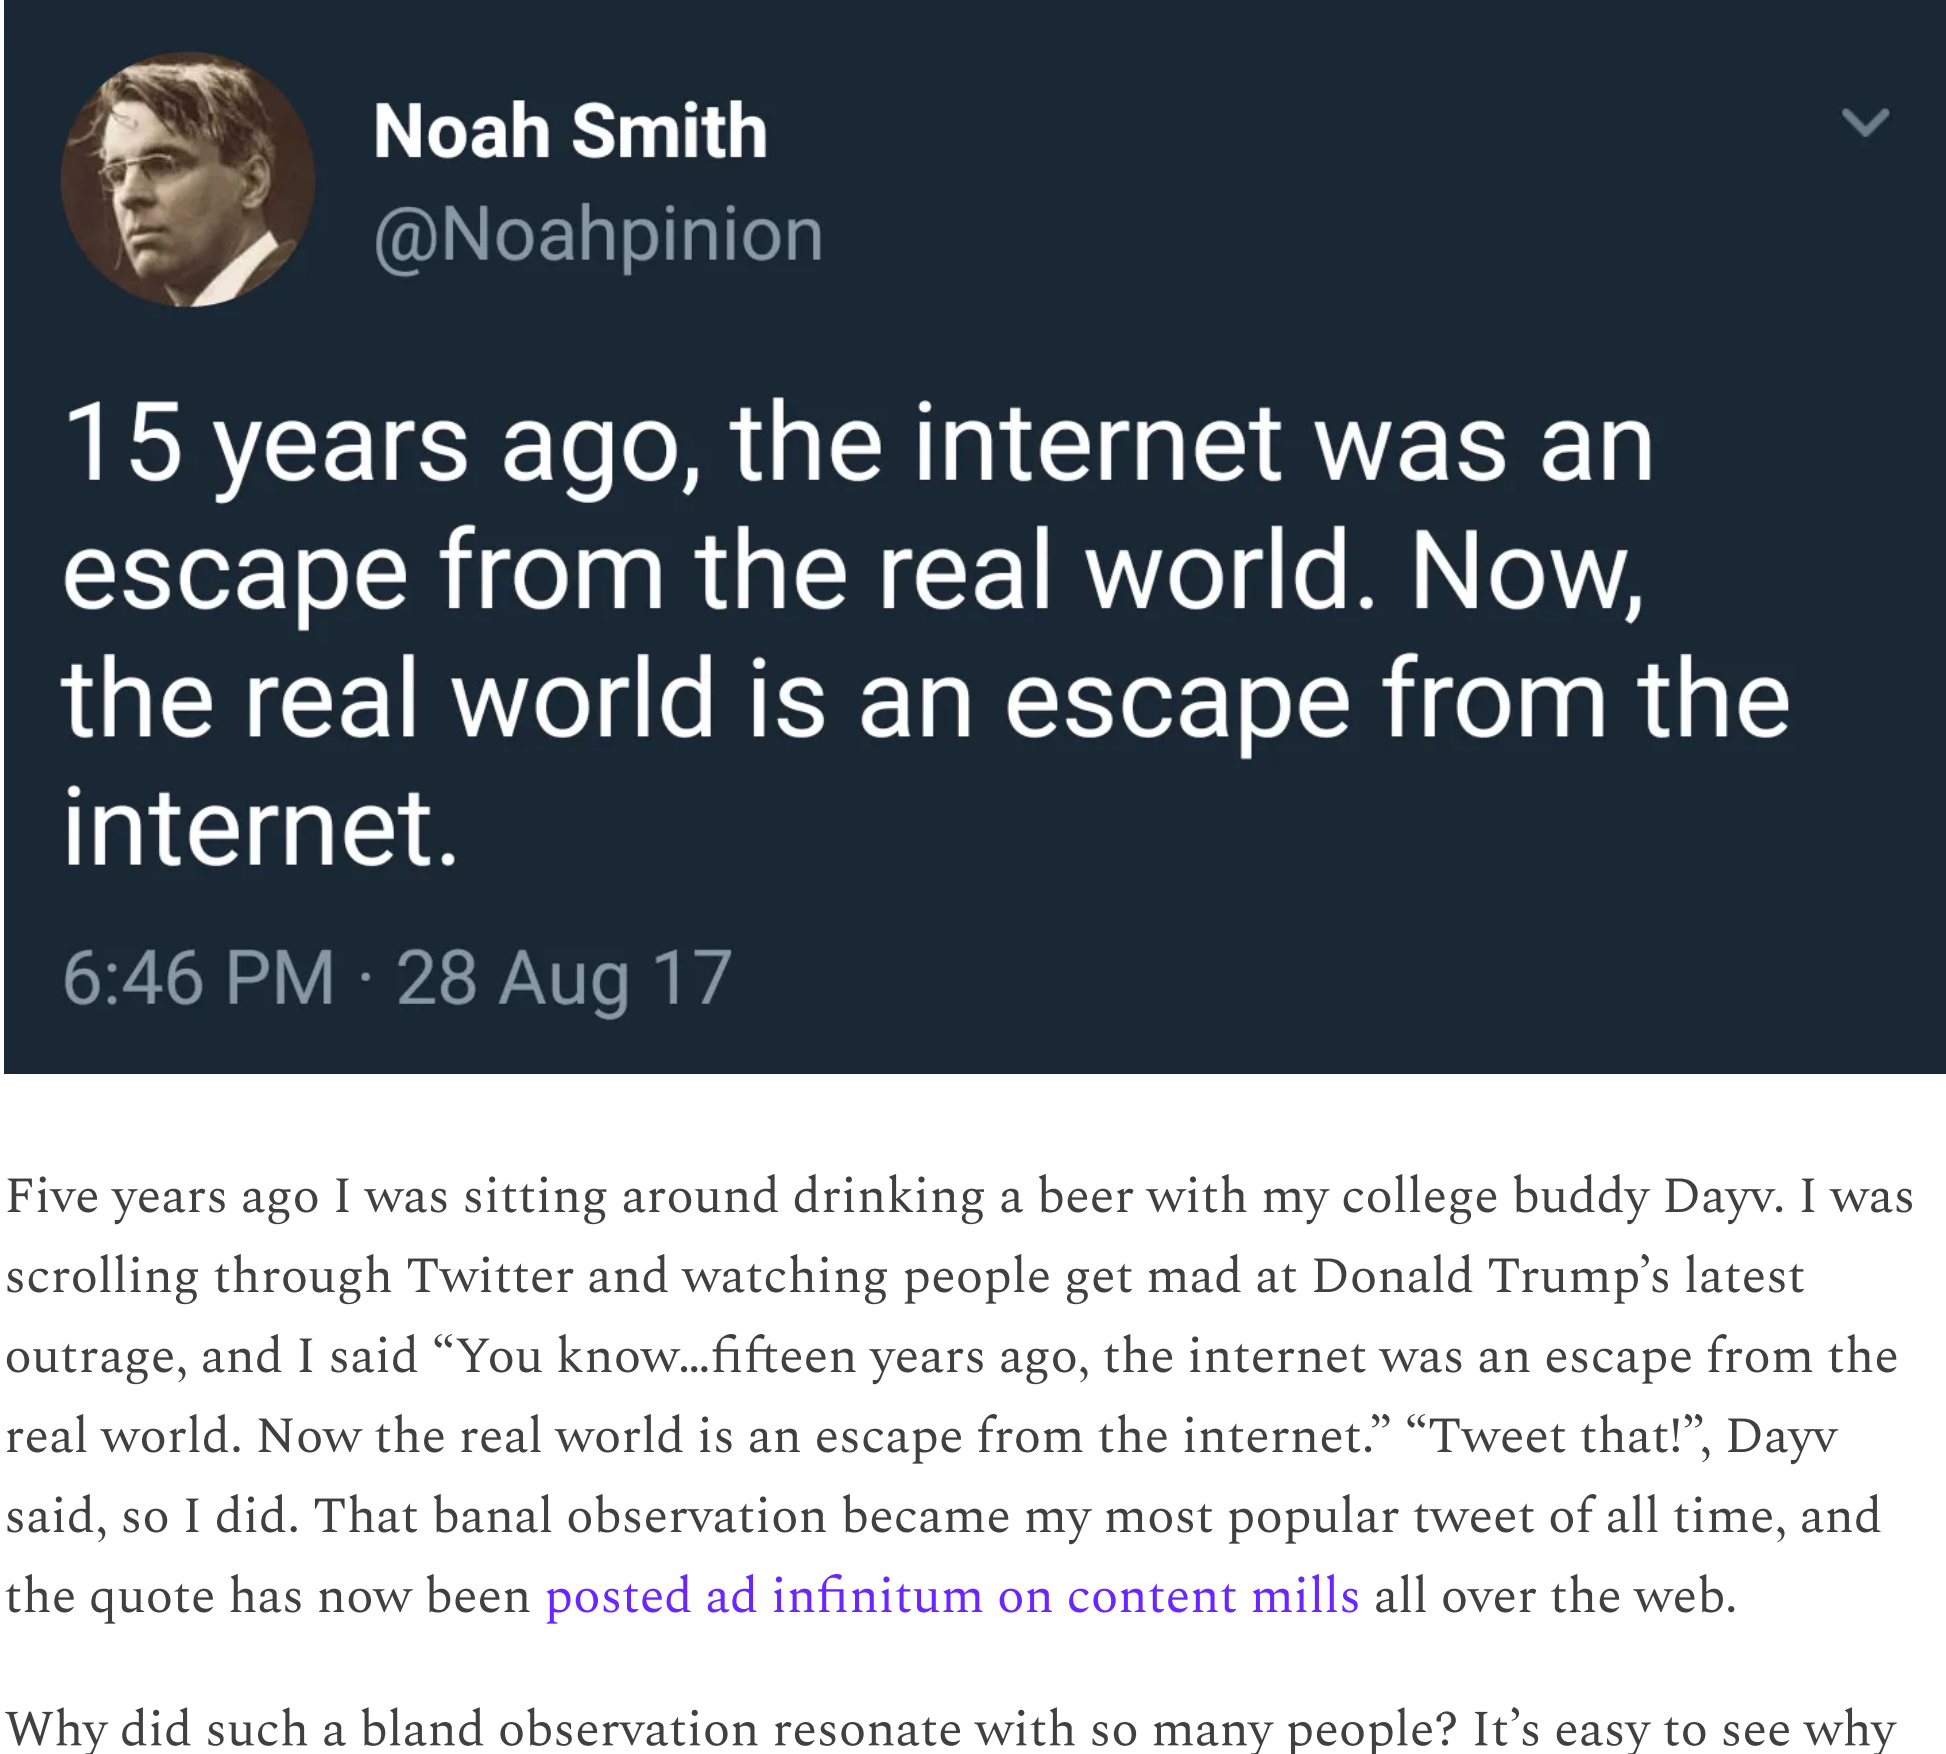 Noah Smith
@Noahpinion
15 years ago, the internet was an
escape from the real world. Now,
the real world is an escape from the
internet.
6:46 PM · 28 Aug 17
Five years ago I was sitting around drinking a beer with my college buddy Dayv. I was
scrolling through Twitter and watching people get mad at Donald Trump’s latest
outrage, and I said “You know…fifteen years ago, the internet was an escape from the
real world. Now the real world is an escape from the internet.” “Tweet that!”, Dayv
said, so I did. That banal observation became my most popular tweet of all time, and
the quote has now been posted ad infinitum on content mills all over the web.
Why did such a bland observation resonate with so many people? It’s easy to see why